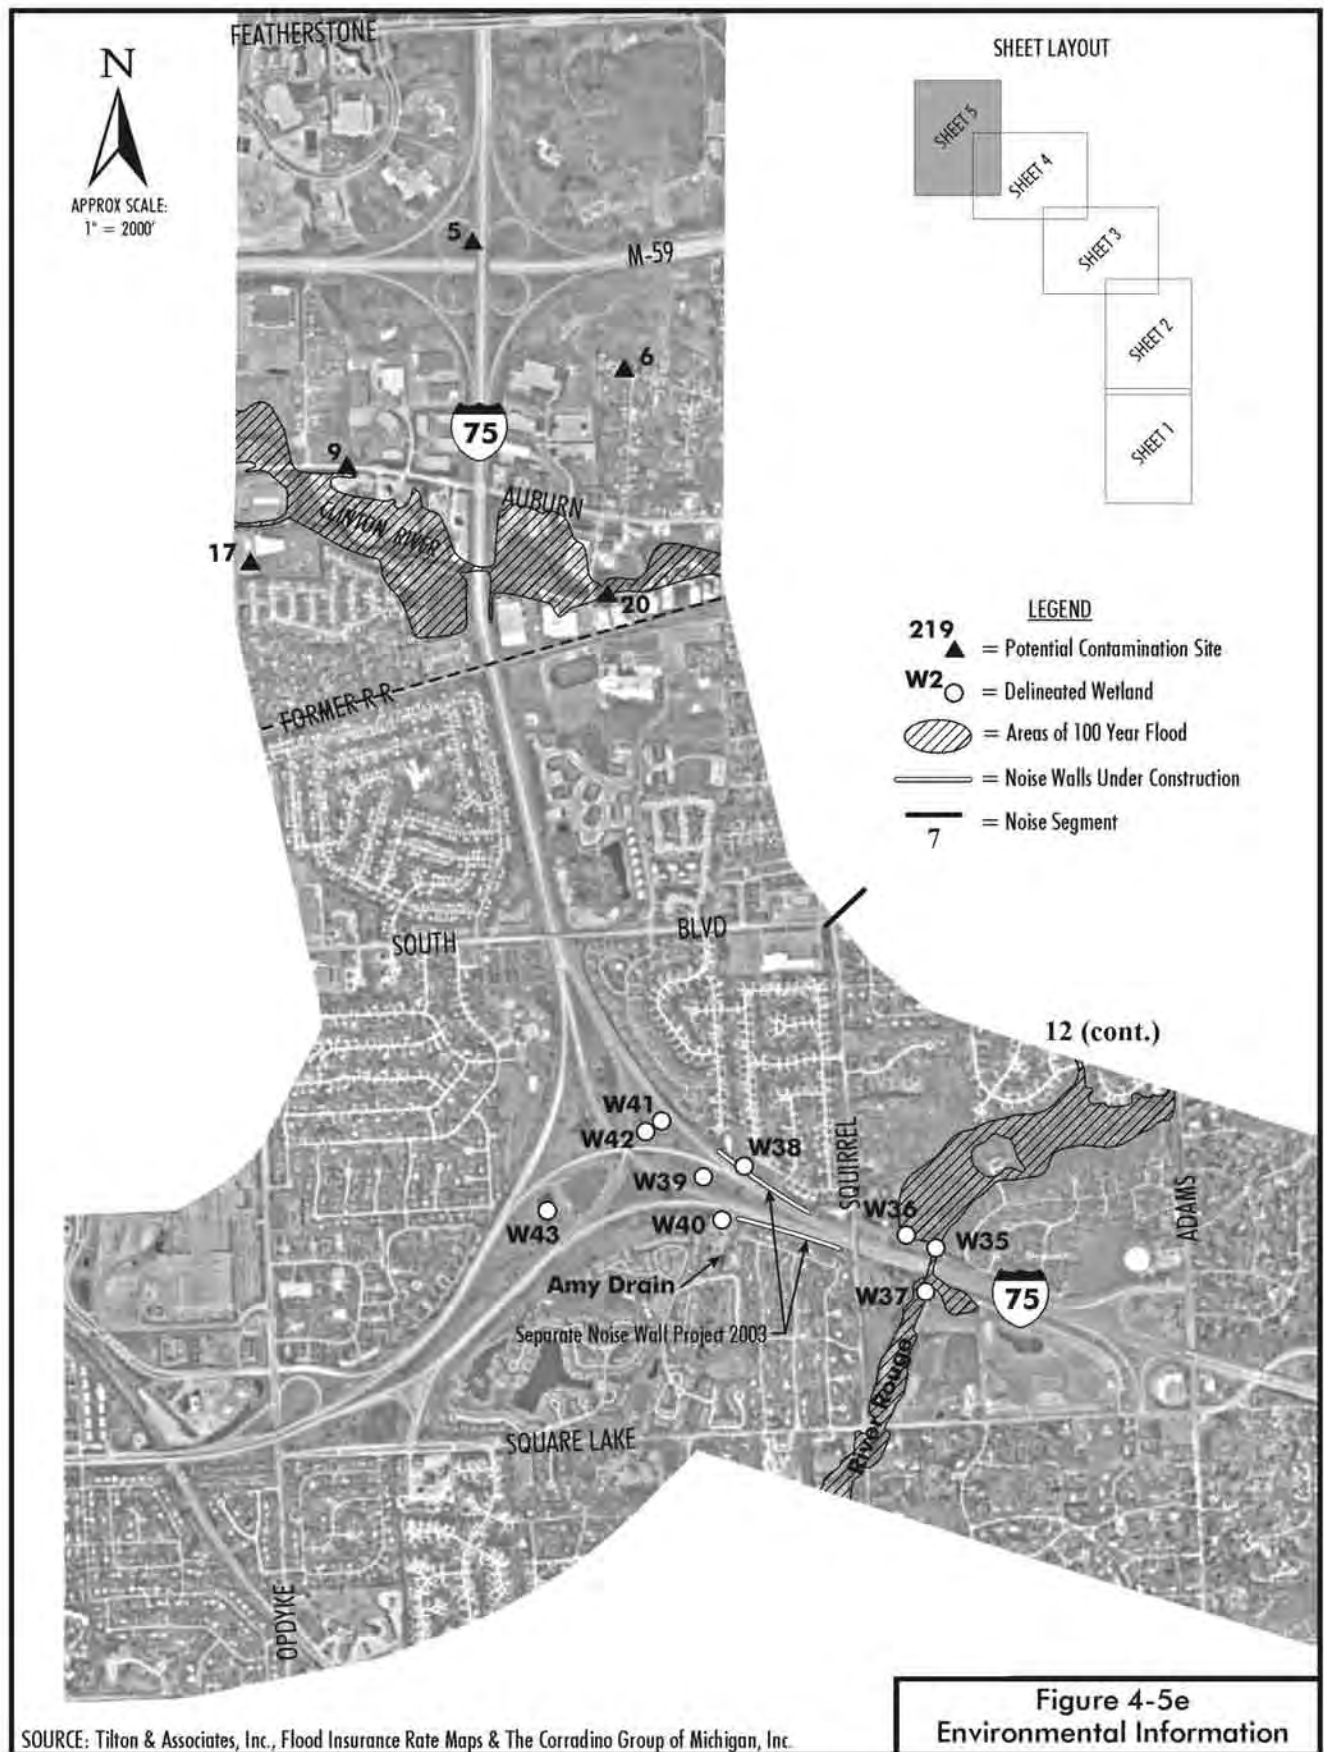 FEATHERSTONE
N
APPROX SCALE:
1" = 2000'
SHEET LAYOUT
SHEET 5
SHEET 4
SHEET 3
SHEET 2
SHEET 1
5
M-59
6
75
9
AUBURN
CLINTON RIVER
17
20
FORMER R R
LEGEND
219 = Potential Contamination Site
W2 = Delineated Wetland
= Areas of 100 Year Flood
= Noise Walls Under Construction
= Noise Segment
7
SOUTH BLVD
12 (cont.)
W41
W42
W38
W39
SQUIRREL
ADAMS
W36
W43
W40
W35
Amy Drain
W37
75
Separate Noise Wall Project 2003
River Rouge
SQUARE LAKE
OPDYKE
Figure 4-5e
Environmental Information
SOURCE: Tilton & Associates, Inc., Flood Insurance Rate Maps & The Corradino Group of Michigan, Inc.